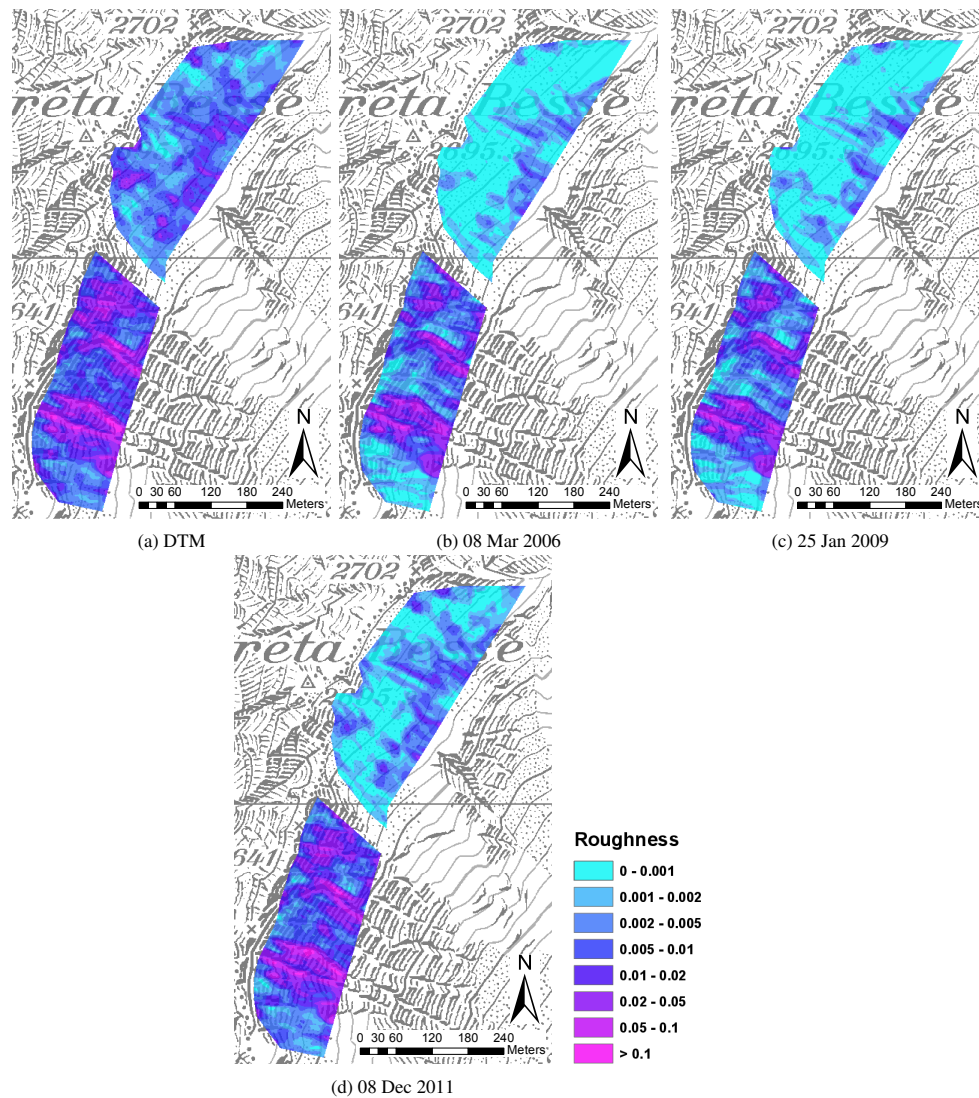 2702
rêta Besse
641
N
0 30 60 120 180 240
Meters
(a) DTM
2702
rêta Besse
2695.
641
N
0 30 60 120 180 240
Meters
(b) 08 Mar 2006
2702
rêta Besse
2695.
641
N
0 30 60 120 180 240
Meters
(c) 25 Jan 2009
2702
rêta Besse
2695.
641
N
0 30 60 120 180 240
Meters
(d) 08 Dec 2011
Roughness
0 - 0.001
0.001 - 0.002
0.002 - 0.005
0.005 - 0.01
0.01 - 0.02
0.02 - 0.05
0.05 - 0.1
> 0.1